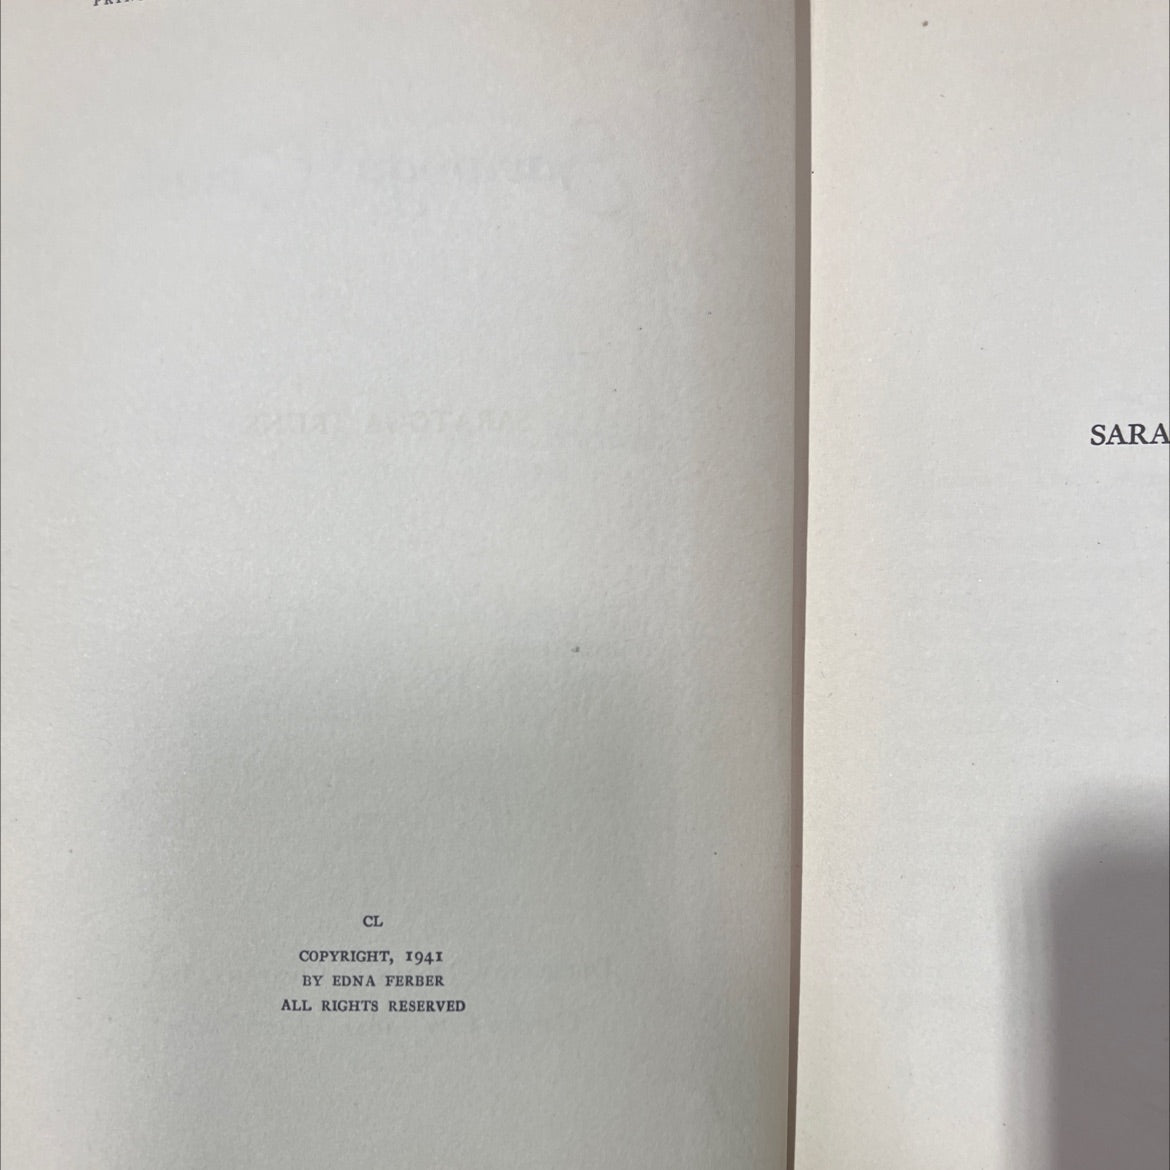 CL
COPYRIGHT, 1941
BY EDNA FERBER
ALL RIGHTS RESERVED
SARA